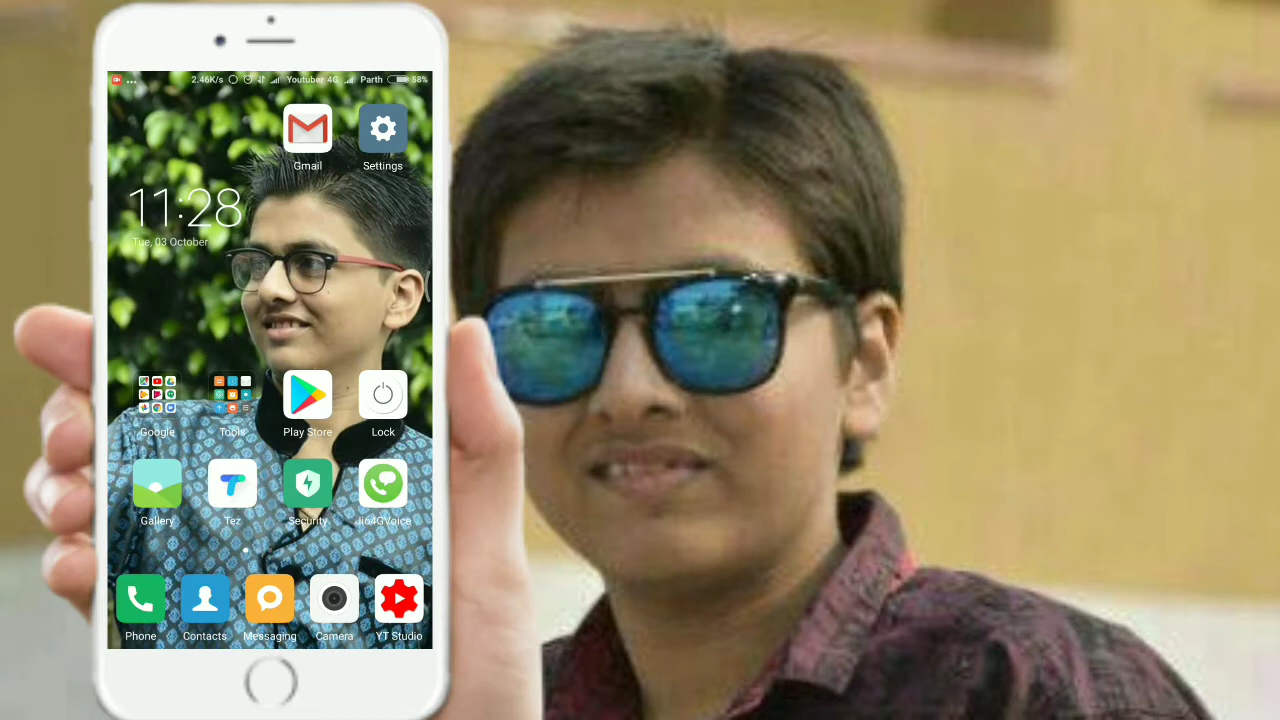 2.46K/s Youtuber 4G Parth 58%
Gmail Settings
11:28
Tue, 03 October
Google Tools Play Store Lock
Gallery Tez Security Jio4GVoice
Phone Contacts Messaging Camera YT Studio